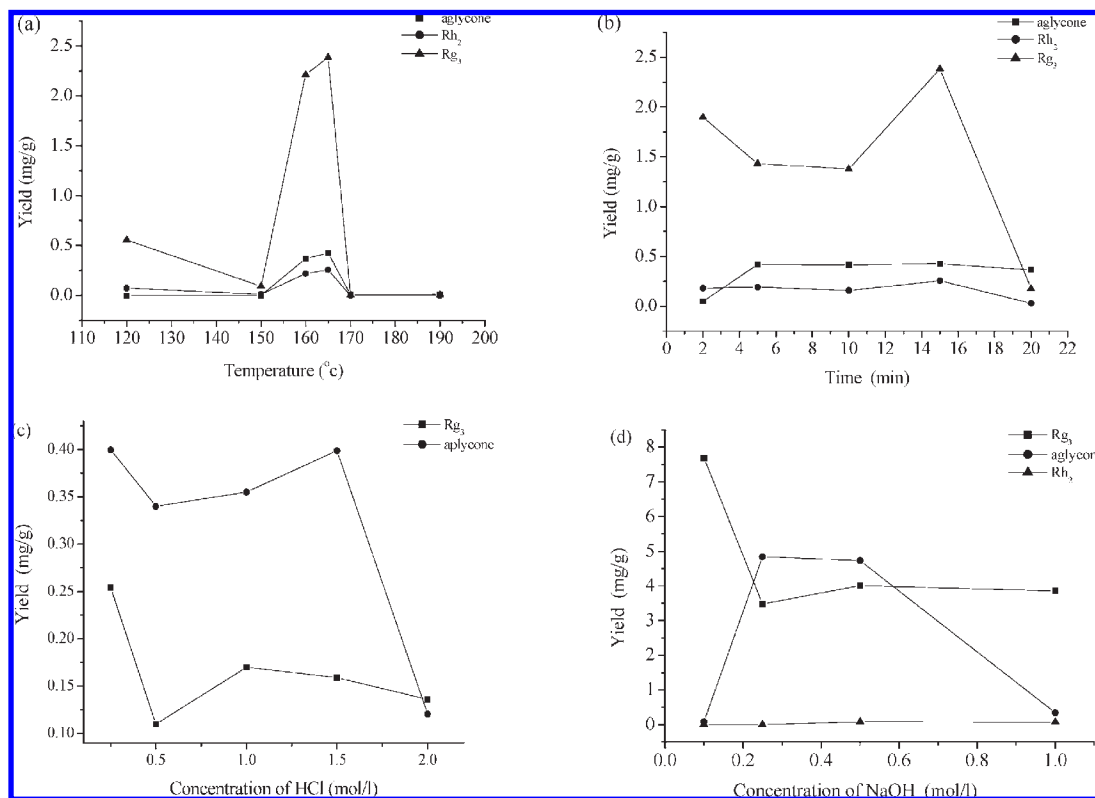 (a)
aglycone
Rh2
Rg3
2.5
2.0
1.5
1.0
0.5
0.0
Yield (mg/g)
110 120 130 140 150 160 170 180 190 200
Temperature (°c)
(b)
aglycone
Rh2
Rg3
2.5
2.0
1.5
1.0
0.5
0.0
Yield (mg/g)
0 2 4 6 8 10 12 14 16 18 20 22
Time (min)
(c)
Rg3
aplycone
0.40
0.35
0.30
0.25
0.20
0.15
0.10
Yield (mg/g)
0.5 1.0 1.5 2.0
Concentration of HCl (mol/l)
(d)
Rg3
aglycon
Rh2
8
7
6
5
4
3
2
1
0
Yield (mg/g)
0.0 0.2 0.4 0.6 0.8 1.0
Concentration of NaOH (mol/l)